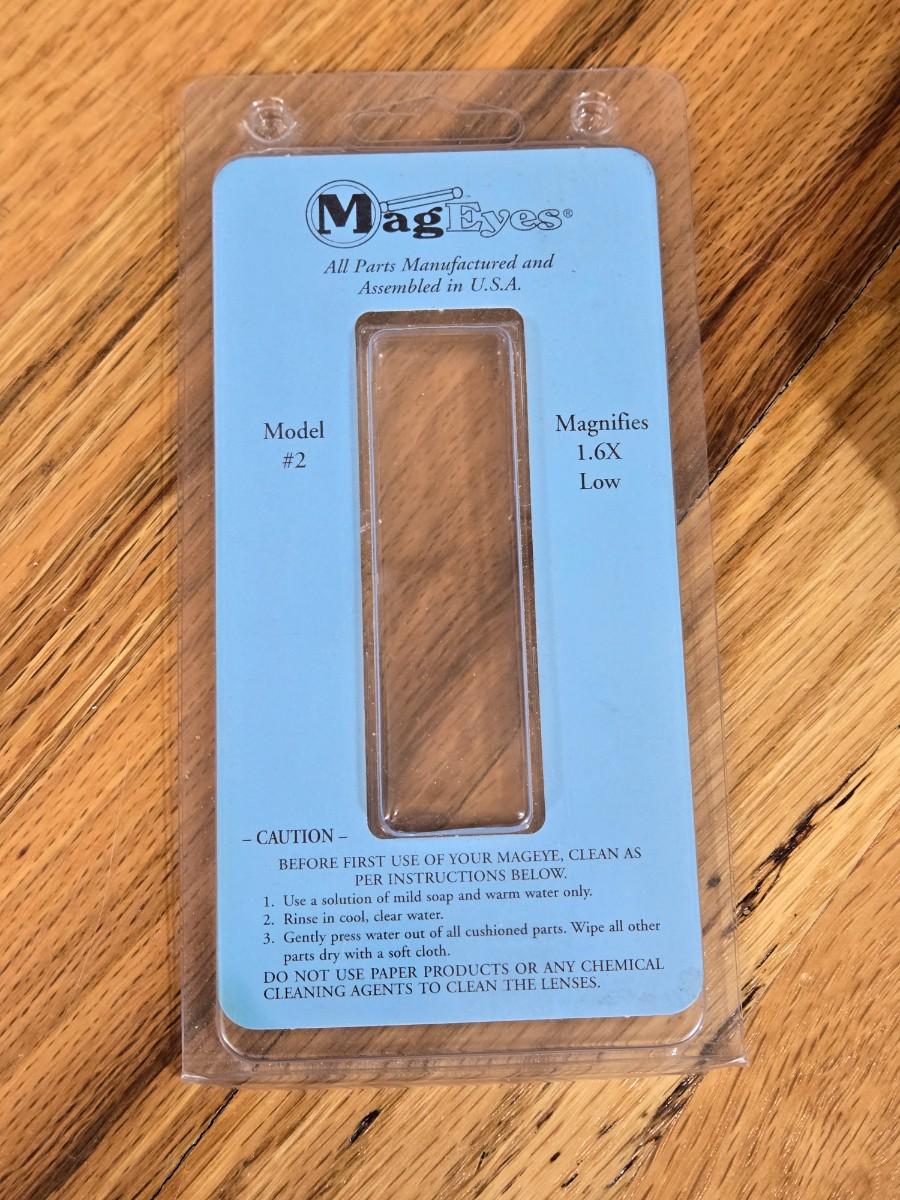 MagEyes®
All Parts Manufactured and
Assembled in U.S.A.
Model
#2
Magnifies
1.6X
Low
– CAUTION –
BEFORE FIRST USE OF YOUR MAGEYE, CLEAN AS
PER INSTRUCTIONS BELOW.
1. Use a solution of mild soap and warm water only.
2. Rinse in cool, clear water.
3. Gently press water out of all cushioned parts. Wipe all other
parts dry with a soft cloth.
DO NOT USE PAPER PRODUCTS OR ANY CHEMICAL
CLEANING AGENTS TO CLEAN THE LENSES.